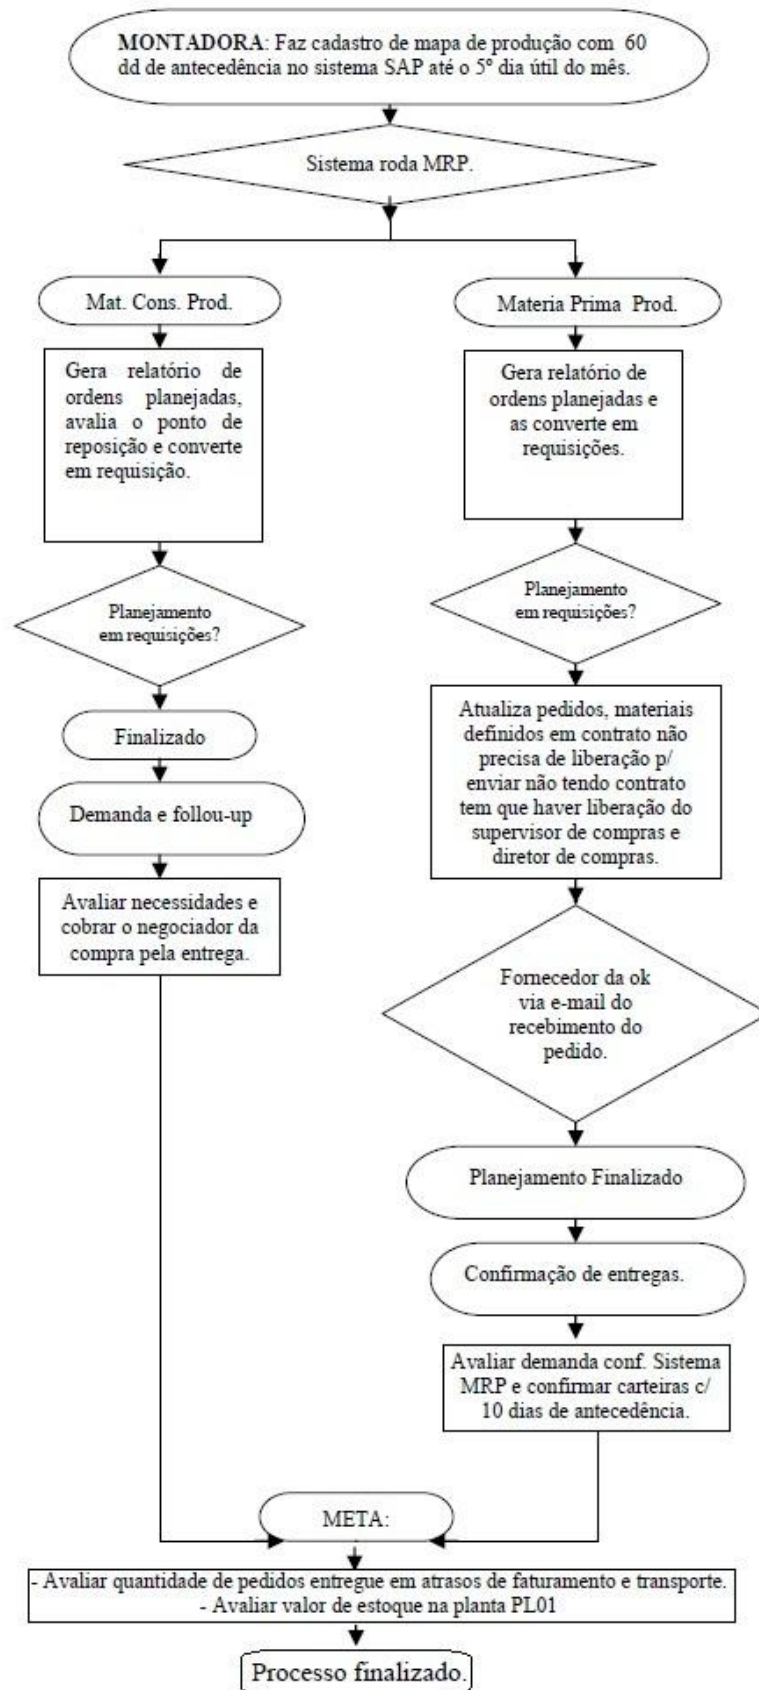 MONTADORA: Faz cadastro de mapa de produção com 60
dd de antecedência no sistema SAP até o 5º dia útil do mês.
Sistema roda MRP.
Mat. Cons. Prod.
Gera relatório de
ordens planejadas,
avalia o ponto de
reposição e converte
em requisição.
Planejamento
em requisições?
Finalizado
Demanda e follou-up
Avaliar necessidades e
cobrar o negociador da
compra pela entrega.
Materia Prima Prod.
Gera relatório de
ordens planejadas e
as converte em
requisições.
Planejamento
em requisições?
Atualiza pedidos, materiais
definidos em contrato não
precisa de liberação p/
enviar não tendo contrato
tem que haver liberação do
supervisor de compras e
diretor de compras.
Fornecedor da ok
via e-mail do
recebimento do
pedido.
Planejamento Finalizado
Confirmação de entregas.
Avaliar demanda conf. Sistema
MRP e confirmar carteiras c/
10 dias de antecedência.
META:
- Avaliar quantidade de pedidos entregue em atrasos de faturamento e transporte.
- Avaliar valor de estoque na planta PL01
Processo finalizado.